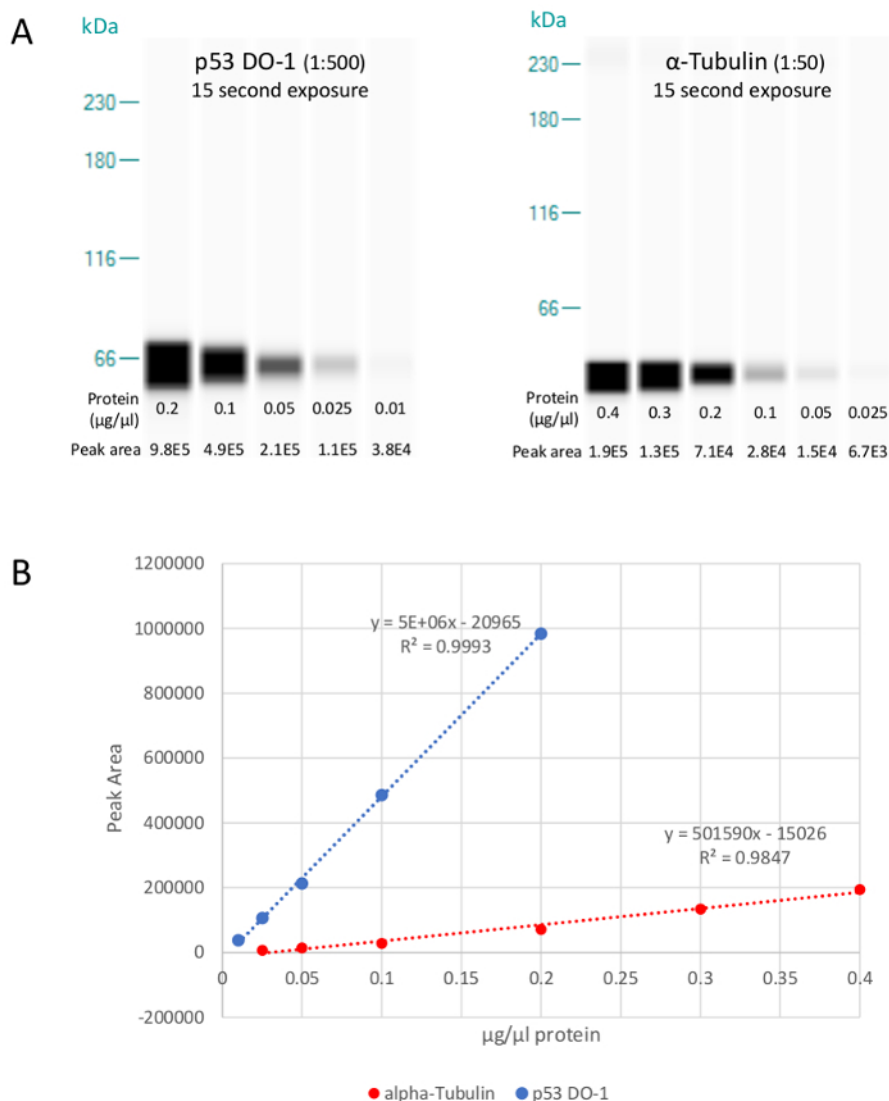 A
kDa
p53 DO-1 (1:500)
15 second exposure
230
180
116
66
Protein
(µg/µl)
0.2 0.1 0.05 0.025 0.01
Peak area 9.8E5 4.9E5 2.1E5 1.1E5 3.8E4
kDa
α-Tubulin (1:50)
15 second exposure
230
180
116
66
Protein
(µg/µl)
0.4 0.3 0.2 0.1 0.05 0.025
Peak area 1.9E5 1.3E5 7.1E4 2.8E4 1.5E4 6.7E3
B
1200000
1000000
800000
600000
400000
200000
0
-200000
Peak Area
y = 5E+06x - 20965
R² = 0.9993
y = 501590x - 15026
R² = 0.9847
0 0.05 0.1 0.15 0.2 0.25 0.3 0.35 0.4
µg/µl protein
alpha-Tubulin p53 DO-1